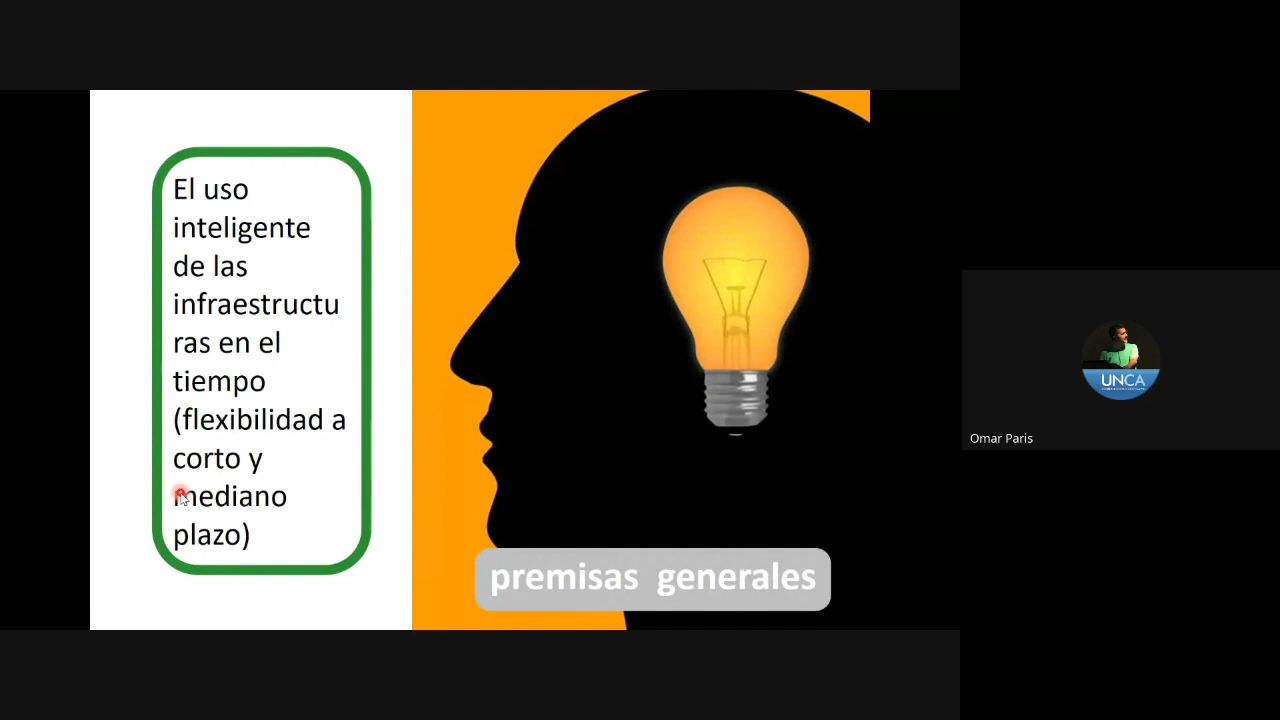 El uso
inteligente
de las
infraestructu
ras en el
tiempo
(flexibilidad a
corto y
mediano
plazo)
premisas generales
UNCA
Omar Paris